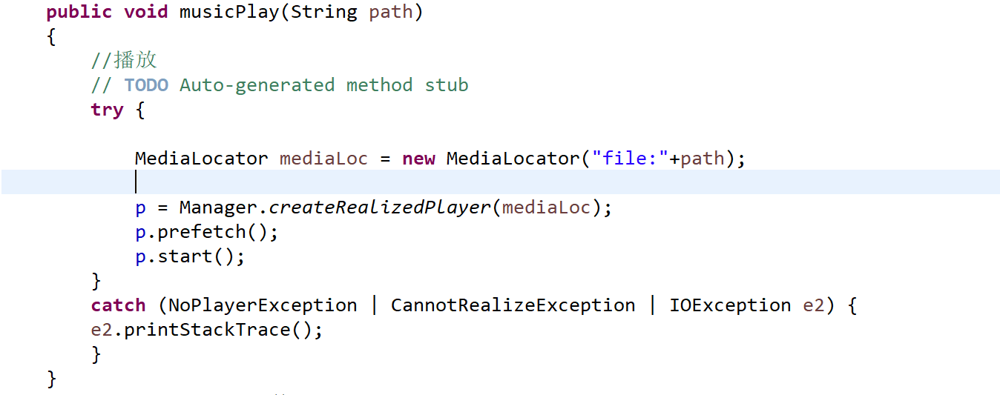 public void musicPlay(String path)
{
//播放
// TODO Auto-generated method stub
try {
MediaLocator mediaLoc = new MediaLocator("file:"+path);
p = Manager.createRealizedPlayer(mediaLoc);
p.prefetch();
p.start();
}
catch (NoPlayerException | CannotRealizeException | IOException e2) {
e2.printStackTrace();
}
}